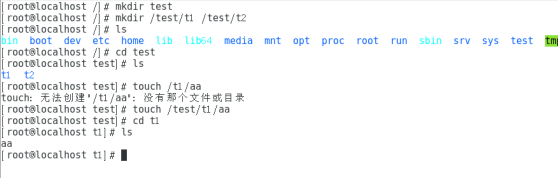 [root@localhost /]# mkdir test
[root@localhost /]# mkdir /test/t1 /test/t2
[root@localhost /]# ls
bin boot dev etc home lib lib64 media mnt opt proc root run sbin srv sys test tmp
[root@localhost /]# cd test
[root@localhost test]# ls
t1 t2
[root@localhost test]# touch /t1/aa
touch: 无法创建"/t1/aa": 没有那个文件或目录
[root@localhost test]# touch /test/t1/aa
[root@localhost test]# cd t1
[root@localhost t1]# ls
aa
[root@localhost t1]#